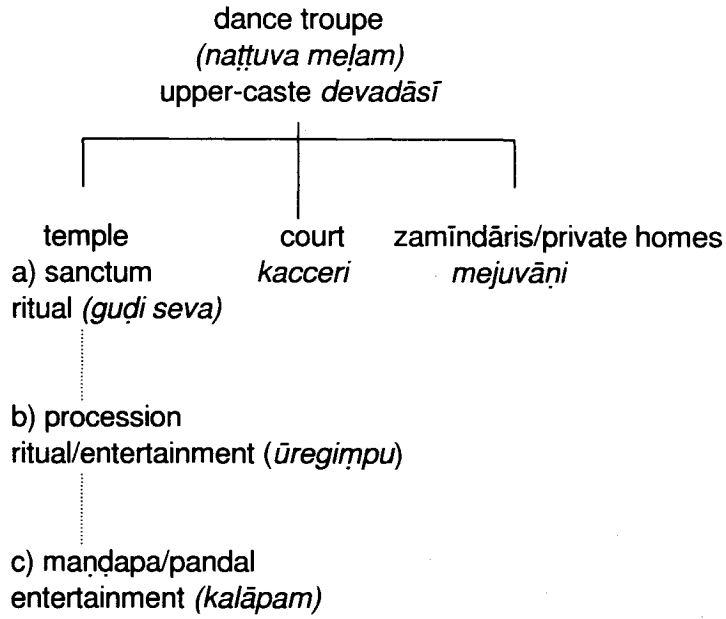 dance troupe
(naṭṭuva meḷam)
upper-caste devadāsī
temple court zamīndāris/private homes
a) sanctum kacceri mejuvāṇi
ritual (guḍi seva)
b) procession
ritual/entertainment (ūregiṃpu)
c) maṇḍapa/pandal
entertainment (kalāpam)